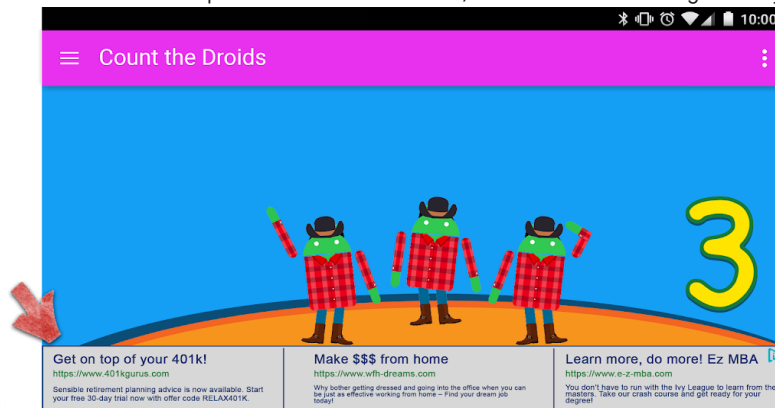 10:00
Count the Droids
3
Get on top of your 401k!
https://www.401kgurus.com
Sensible retirement planning advice is now available. Start
your free 30-day trial now with offer code RELAX401K.
Make $$$ from home
https://www.wfh-dreams.com
Why bother getting dressed and going into the office when you can
be just as effective working from home – Find your dream job
today!
Learn more, do more! Ez MBA
https://www.e-z-mba.com
You don't have to run with the Ivy League to learn from the
masters. Take our crash course and get ready for your
degree!